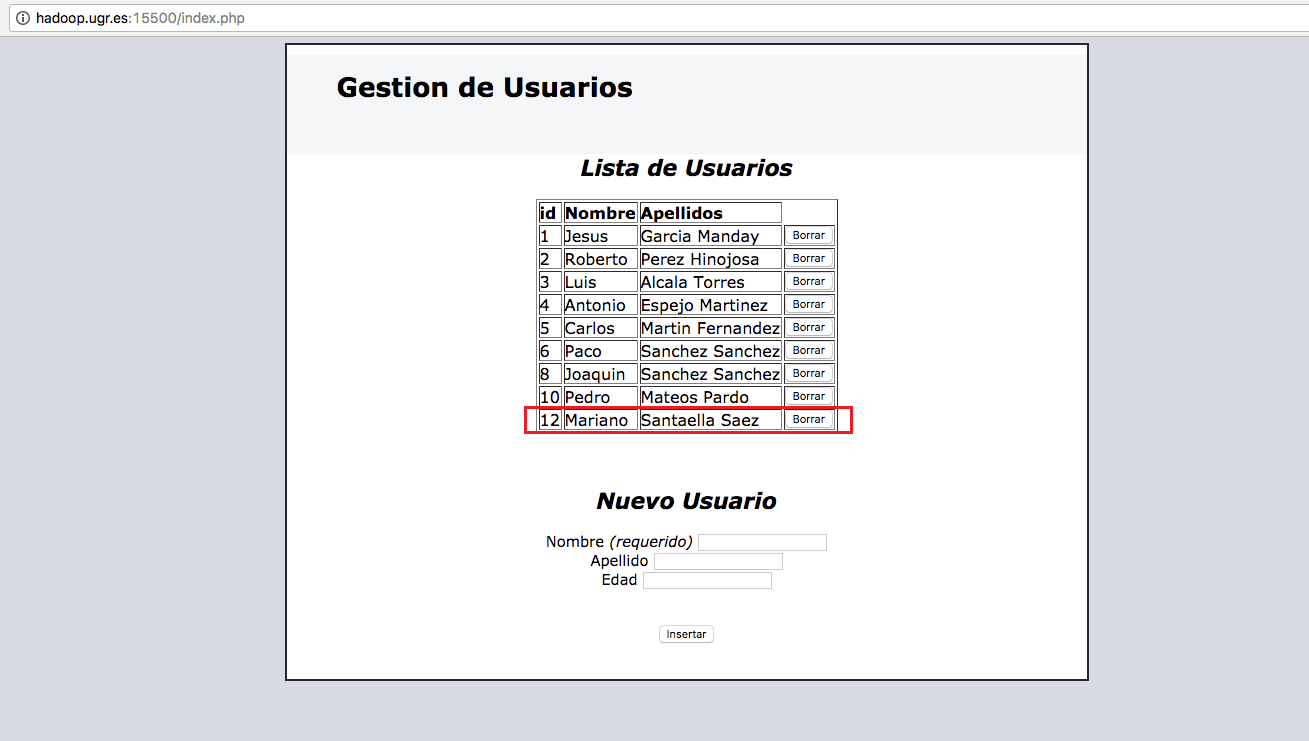 hadoop.ugr.es:15500/index.php
Gestion de Usuarios
Lista de Usuarios
id Nombre Apellidos
1 Jesus Garcia Manday Borrar
2 Roberto Perez Hinojosa Borrar
3 Luis Alcala Torres Borrar
4 Antonio Espejo Martinez Borrar
5 Carlos Martin Fernandez Borrar
6 Paco Sanchez Sanchez Borrar
8 Joaquin Sanchez Sanchez Borrar
10 Pedro Mateos Pardo Borrar
12 Mariano Santaella Saez Borrar
Nuevo Usuario
Nombre (requerido)
Apellido
Edad
Insertar